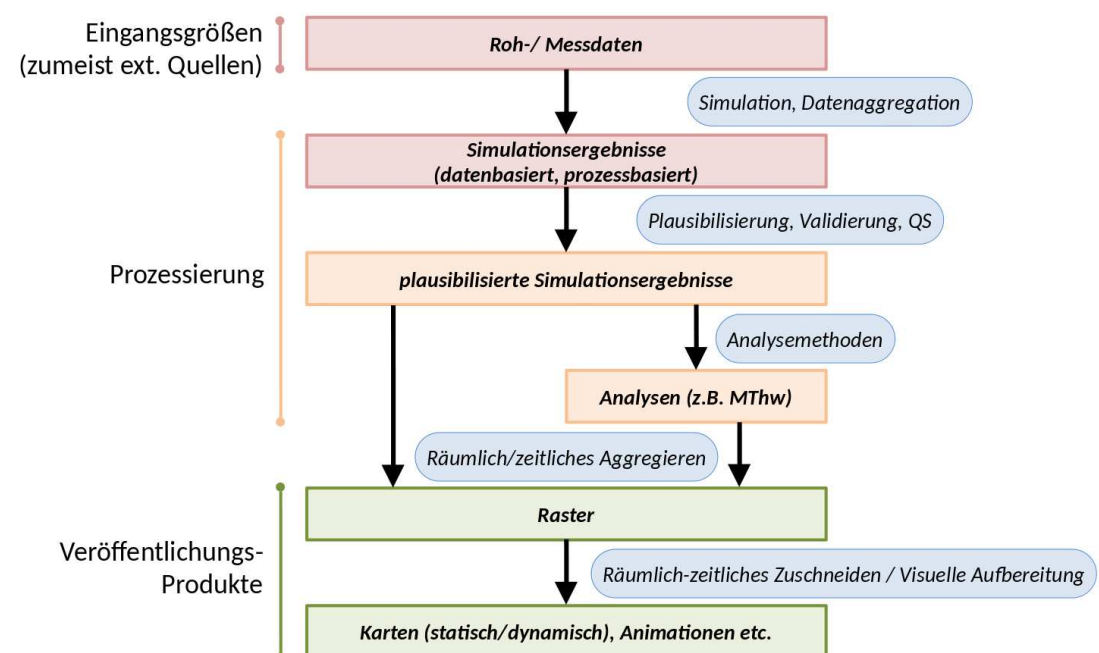 Eingangsgrößen
(zumeist ext. Quellen)
Roh-/ Messdaten
Simulation, Datenaggregation
Simulationsergebnisse
(datenbasiert, prozessbasiert)
Plausibilisierung, Validierung, QS
Prozessierung
plausibilisierte Simulationsergebnisse
Analysemethoden
Analysen (z.B. MThw)
Räumlich/zeitliches Aggregieren
Raster
Veröffentlichungs-
Produkte
Räumlich-zeitliches Zuschneiden / Visuelle Aufbereitung
Karten (statisch/dynamisch), Animationen etc.